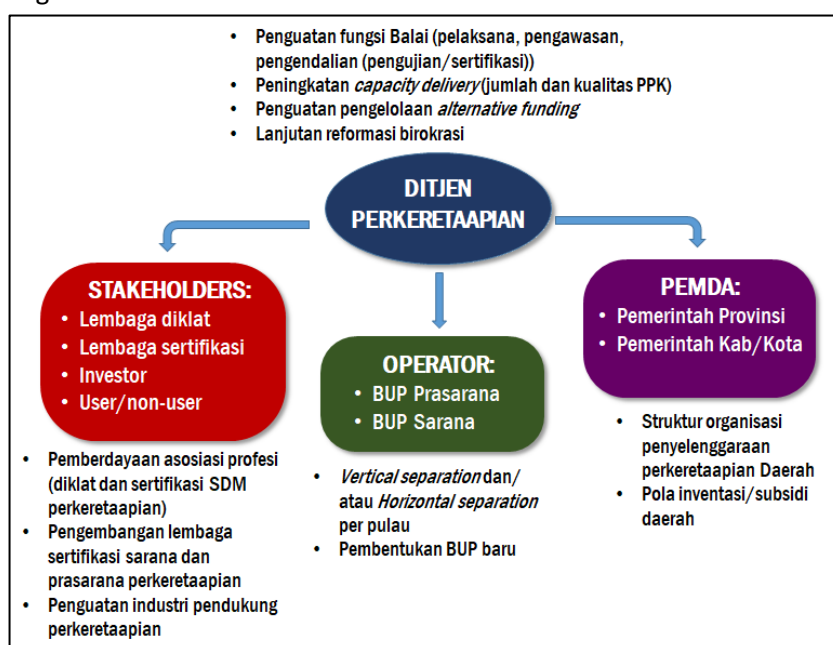 • Penguatan fungsi Balai (pelaksana, pengawasan,
pengendalian (pengujian/sertifikasi))
• Peningkatan capacity delivery (jumlah dan kualitas PPK)
• Penguatan pengelolaan alternative funding
• Lanjutan reformasi birokrasi
DITJEN
PERKERETAAPIAN
STAKEHOLDERS:
• Lembaga diklat
• Lembaga sertifikasi
• Investor
• User/non-user
OPERATOR:
• BUP Prasarana
• BUP Sarana
PEMDA:
• Pemerintah Provinsi
• Pemerintah Kab/Kota
• Pemberdayaan asosiasi profesi
(diklat dan sertifikasi SDM
perkeretaapian)
• Pengembangan lembaga
sertifikasi sarana dan
prasarana perkeretaapian
• Penguatan industri pendukung
perkeretaapian
• Vertical separation dan/
atau Horizontal separation
per pulau
• Pembentukan BUP baru
• Struktur organisasi
penyelenggaraan
perkeretaapian Daerah
• Pola inventasi/subsidi
daerah